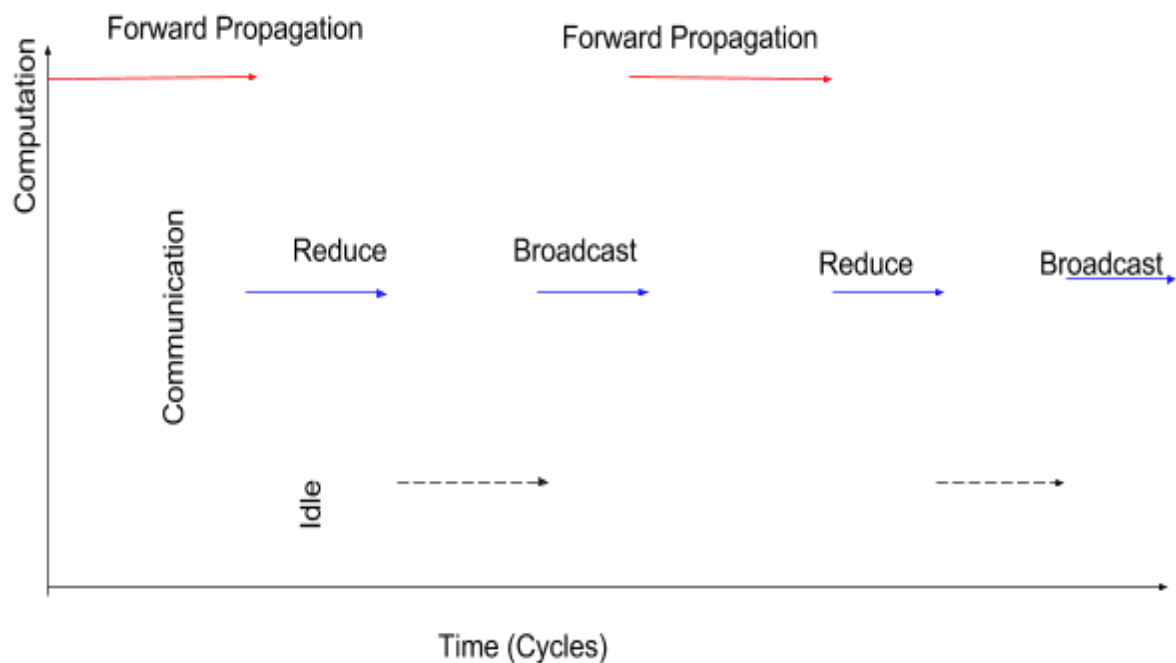 Forward Propagation
Forward Propagation
Computation
Communication
Reduce
Broadcast
Reduce
Broadcast
Idle
Time (Cycles)